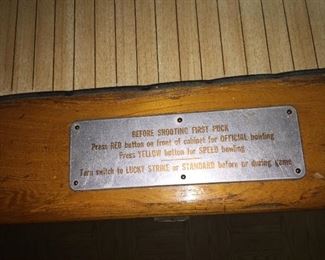 BEFORE SHOOTING FIRST PUCK
Press RED button on front of cabinet for OFFICIAL bowling
Press YELLOW button for SPEED bowling
Turn switch to LUCKY STRIKE or STANDARD before or during game